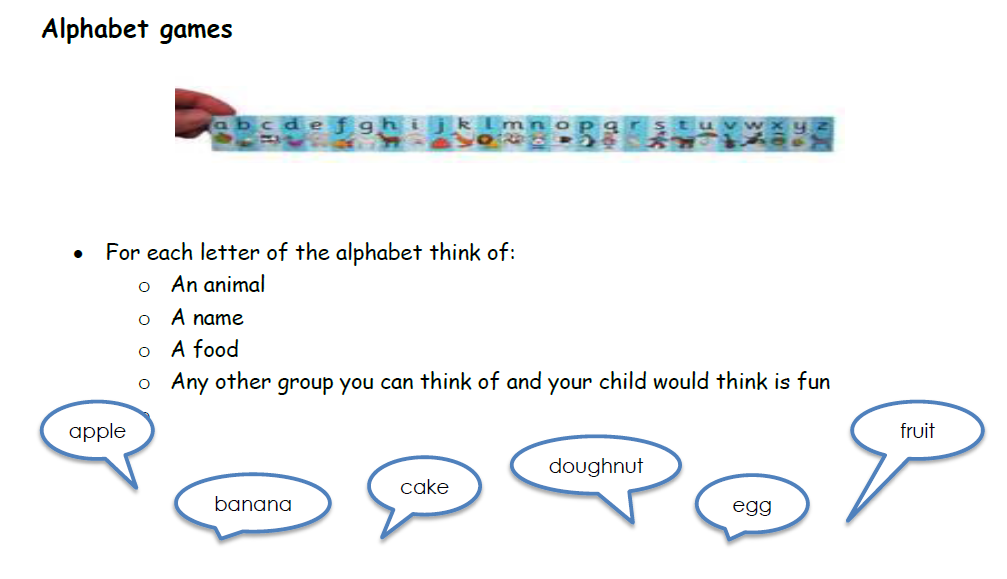 Alphabet games
a b c d e f g h i j k l m n o p q r s t u v w x y z
• For each letter of the alphabet think of:
o An animal
o A name
o A food
o Any other group you can think of and your child would think is fun
apple
banana
cake
doughnut
egg
fruit